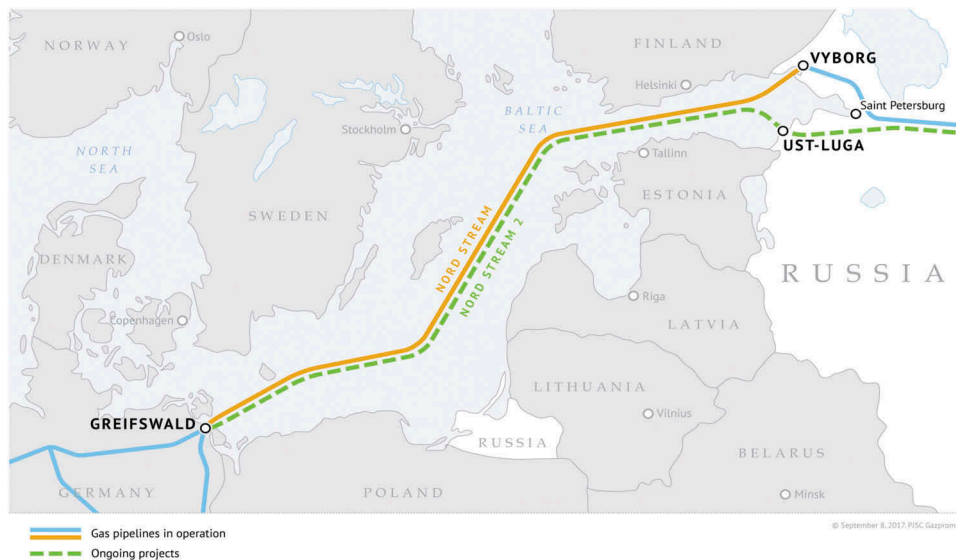 NORWAY
Oslo
FINLAND
VYBORG
Helsinki
Saint Petersburg
BALTIC
SEA
Stockholm
UST-LUGA
NORTH
SEA
Tallinn
ESTONIA
SWEDEN
NORD STREAM
NORD STREAM 2
DENMARK
RUSSIA
Riga
Copenhagen
LATVIA
LITHUANIA
Vilnius
GREIFSWALD
RUSSIA
BELARUS
GERMANY
POLAND
Minsk
© September 8, 2017. PJSC Gazprom
Gas pipelines in operation
Ongoing projects